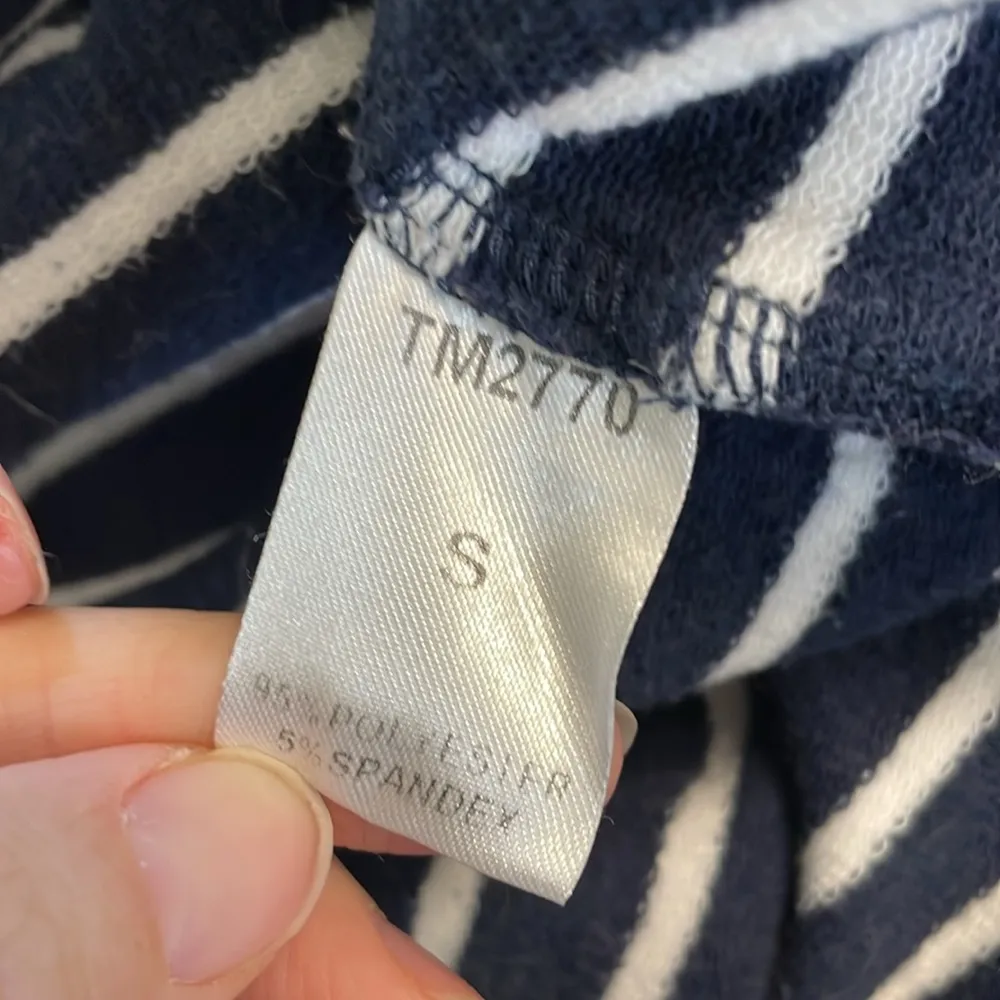 TM2770
S
95% POLYESTER
5% SPANDEX